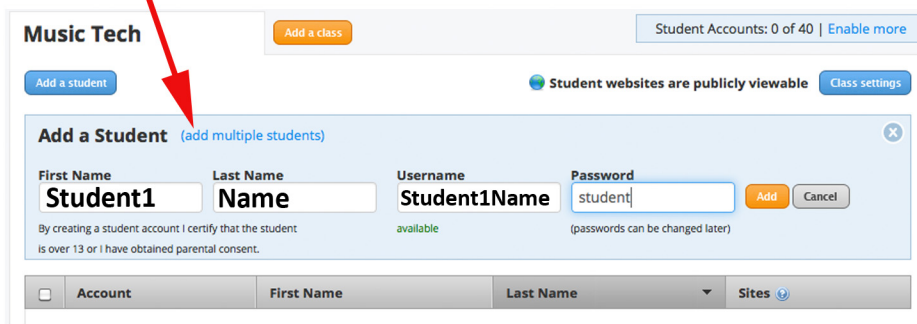 Music Tech
Add a class
Student Accounts: 0 of 40 | Enable more
Add a student
Student websites are publicly viewable
Class settings
Add a Student (add multiple students)
First Name Last Name Username Password
Student1 Name Student1Name student Add Cancel
By creating a student account I certify that the student available (passwords can be changed later)
is over 13 or I have obtained parental consent.
Account First Name Last Name Sites